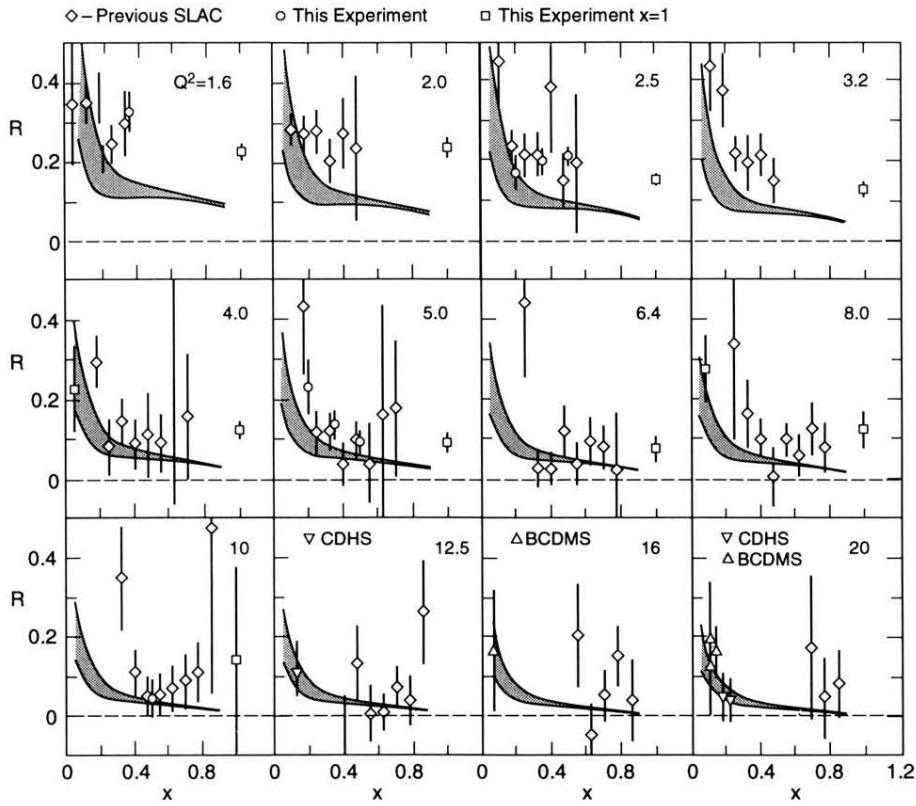 ◇ – Previous SLAC ○ This Experiment □ This Experiment x=1
0.4
0.2
0
R
Q²=1.6
2.0
2.5
3.2
0.4
0.2
0
R
4.0
5.0
6.4
8.0
0.4
0.2
0
R
10
▽ CDHS
12.5
△ BCDMS
16
▽ CDHS
△ BCDMS
20
0 0.4 0.8 0 0.4 0.8 0 0.4 0.8 0 0.4 0.8 1.2
x x x x